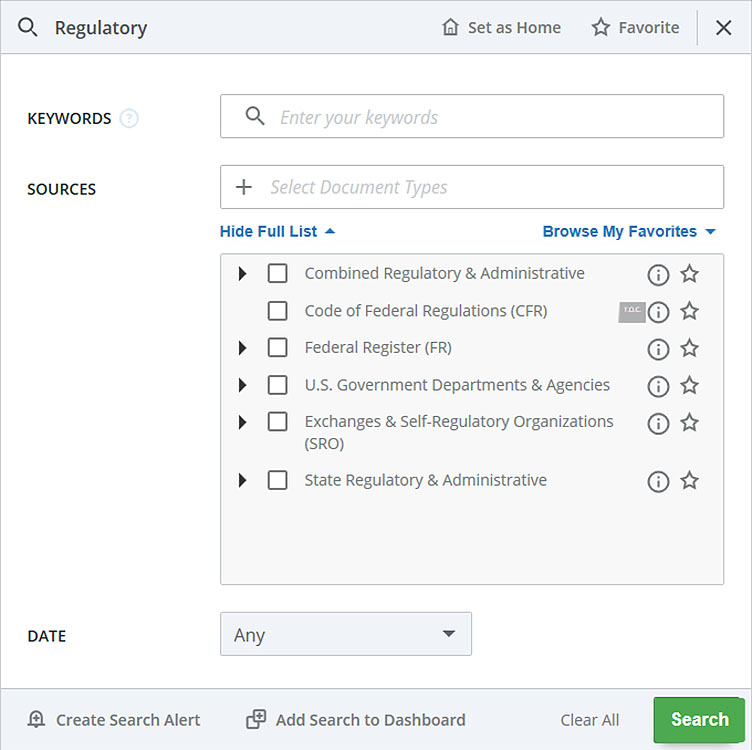 Regulatory
Set as Home
Favorite
KEYWORDS ?
Enter your keywords
SOURCES
Select Document Types
Hide Full List
Browse My Favorites
Combined Regulatory & Administrative
Code of Federal Regulations (CFR)
T.O.C.
Federal Register (FR)
U.S. Government Departments & Agencies
Exchanges & Self-Regulatory Organizations
(SRO)
State Regulatory & Administrative
DATE
Any
Create Search Alert
Add Search to Dashboard
Clear All
Search